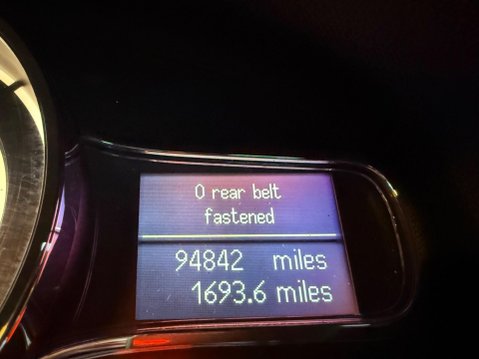 0 rear belt
fastened
94842 miles
1693.6 miles